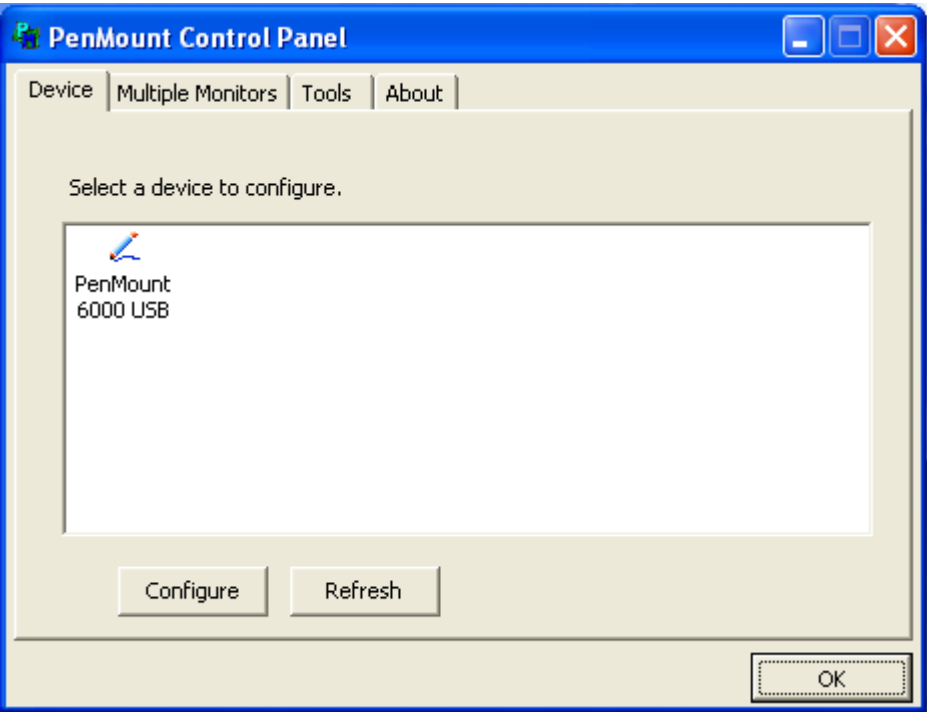 PenMount Control Panel
Device
Multiple Monitors
Tools
About
Select a device to configure.
PenMount
6000 USB
Configure
Refresh
OK